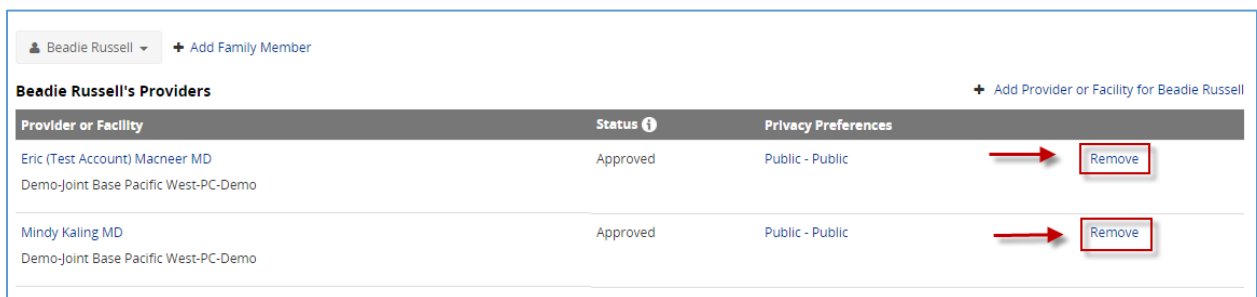 Beadie Russell + Add Family Member
Beadie Russell's Providers + Add Provider or Facility for Beadie Russell
Provider or Facility Status Privacy Preferences
Eric (Test Account) Macneer MD Approved Public - Public Remove
Demo-Joint Base Pacific West-PC-Demo
Mindy Kaling MD Approved Public - Public Remove
Demo-Joint Base Pacific West-PC-Demo